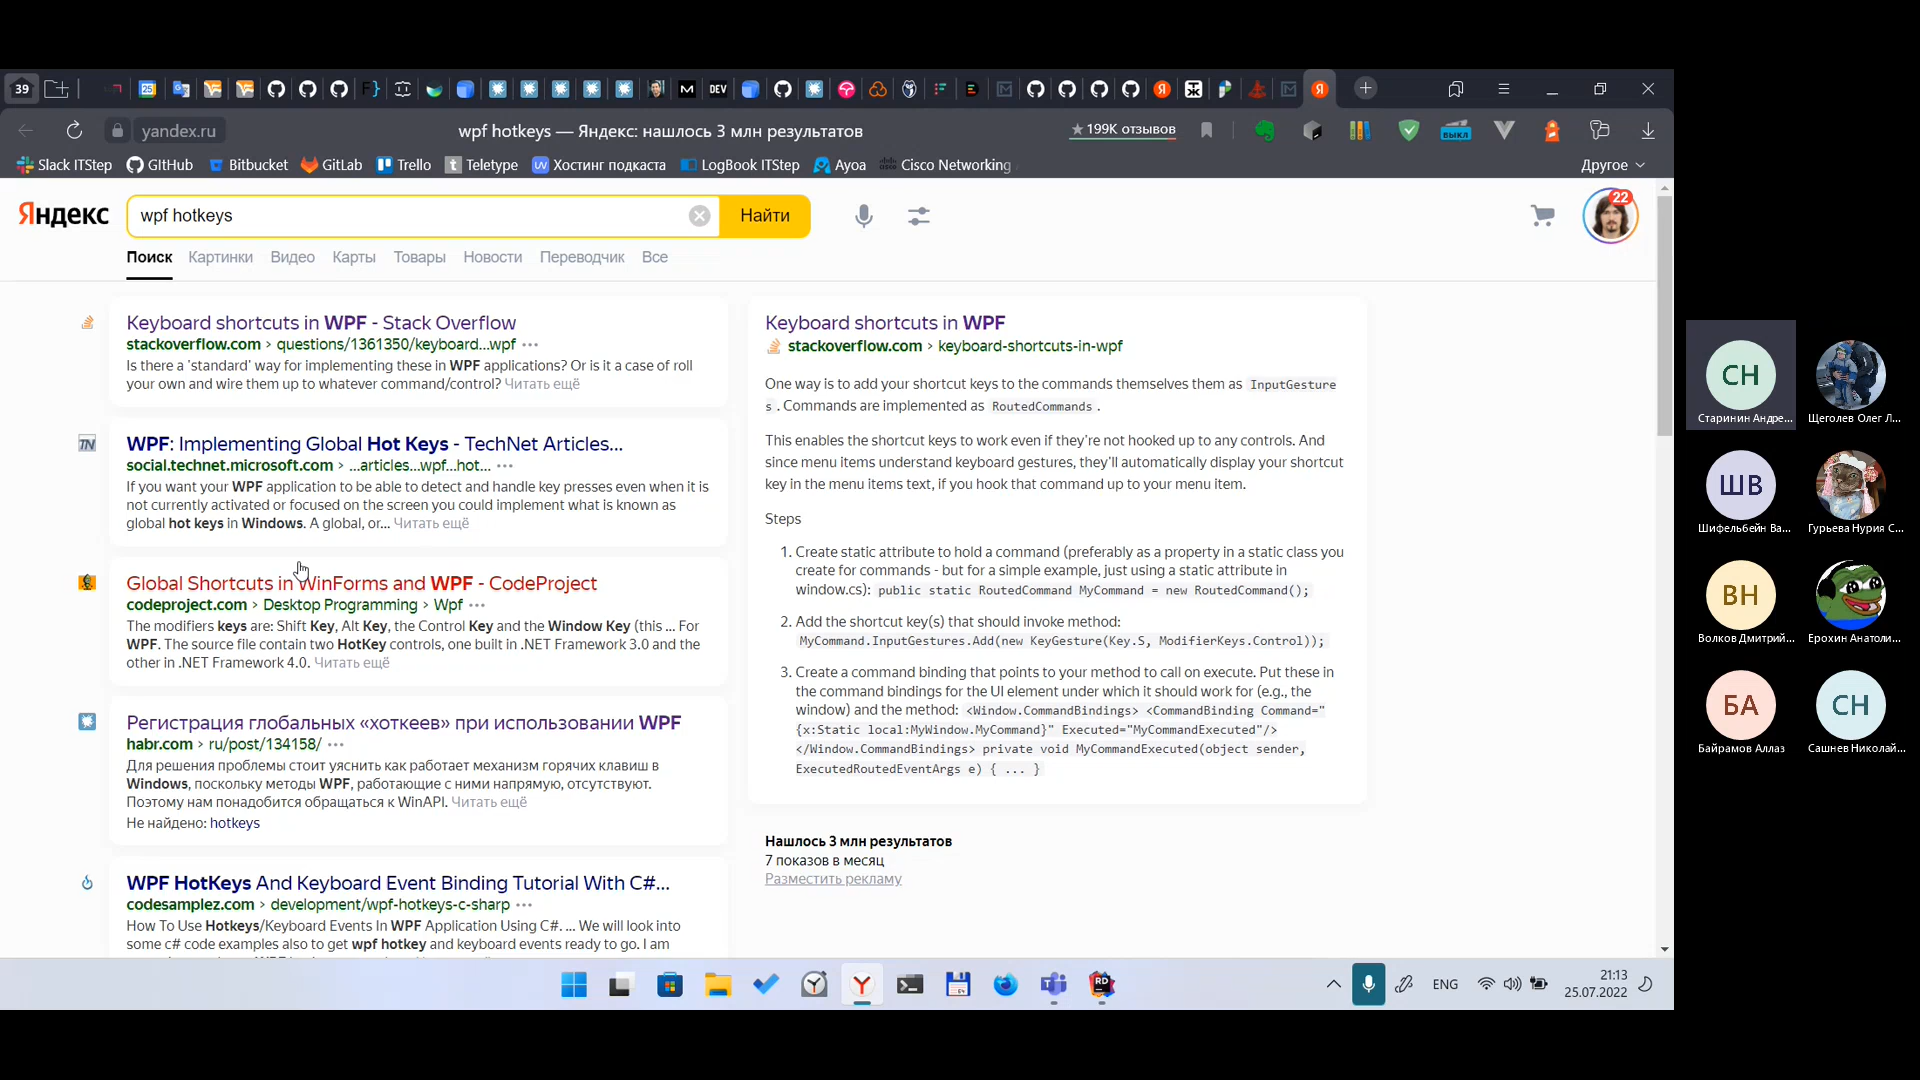 39
25
DEV
yandex.ru
wpf hotkeys — Яндекс: нашлось 3 млн результатов
★ 199K отзывов
выкл
Slack ITStep
GItHub
Bitbucket
GitLab
Trello
Teletype
Хостинг подкаста
LogBook ITStep
Ayoa
Cisco Networking
Другое
Яндекс
wpf hotkeys
Найти
22
Поиск
Картинки
Видео
Карты
Товары
Новости
Переводчик
Все
Keyboard shortcuts in WPF - Stack Overflow
stackoverflow.com › questions/1361350/keyboard...wpf
Is there a 'standard' way for implementing these in WPF applications? Or is it a case of roll
your own and wire them up to whatever command/control? Читать ещё
WPF: Implementing Global Hot Keys - TechNet Articles...
social.technet.microsoft.com › ...articles...wpf...hot...
If you want your WPF application to be able to detect and handle key presses even when it is
not currently activated or focused on the screen you could implement what is known as
global hot keys in Windows. A global, or... Читать ещё
Global Shortcuts in WinForms and WPF - CodeProject
codeproject.com › Desktop Programming › Wpf
The modifiers keys are: Shift Key, Alt Key, the Control Key and the Window Key (this ... For
WPF. The source file contain two HotKey controls, one built in .NET Framework 3.0 and the
other in .NET Framework 4.0. Читать ещё
Регистрация глобальных «хоткеев» при использовании WPF
habr.com › ru/post/134158/
Для решения проблемы стоит уяснить как работает механизм горячих клавиш в
Windows, поскольку методы WPF, работающие с ними напрямую, отсутствуют.
Поэтому нам понадобится обращаться к WinAPI. Читать ещё
Не найдено: hotkeys
WPF HotKeys And Keyboard Event Binding Tutorial With C#...
codesamplez.com › development/wpf-hotkeys-c-sharp
How To Use Hotkeys/Keyboard Events In WPF Application Using C#. ... We will look into
some c# code examples also to get wpf hotkey and keyboard events ready to go. I am
Keyboard shortcuts in WPF
stackoverflow.com › keyboard-shortcuts-in-wpf
One way is to add your shortcut keys to the commands themselves them as InputGesture
s . Commands are implemented as RoutedCommands .
This enables the shortcut keys to work even if they're not hooked up to any controls. And
since menu items understand keyboard gestures, they'll automatically display your shortcut
key in the menu items text, if you hook that command up to your menu item.
Steps
1. Create static attribute to hold a command (preferably as a property in a static class you
create for commands - but for a simple example, just using a static attribute in
window.cs): public static RoutedCommand MyCommand = new RoutedCommand();
2. Add the shortcut key(s) that should invoke method:
MyCommand.InputGestures.Add(new KeyGesture(Key.S, ModifierKeys.Control));
3. Create a command binding that points to your method to call on execute. Put these in
the command bindings for the UI element under which it should work for (e.g., the
window) and the method: <Window.CommandBindings> <CommandBinding Command="
{x:Static local:MyWindow.MyCommand}" Executed="MyCommandExecuted"/>
</Window.CommandBindings> private void MyCommandExecuted(object sender,
ExecutedRoutedEventArgs e) { ... }
Нашлось 3 млн результатов
7 показов в месяц
Разместить рекламу
СН
Старинин Андре...
Щеголев Олег Л...
ШВ
Шифельбейн Ва...
Гурьева Нурия С...
ВН
Волков Дмитрий...
Ерохин Анатоли...
БА
Байрамов Аллаз
СН
Сашнев Николай...
ENG
21:13
25.07.2022